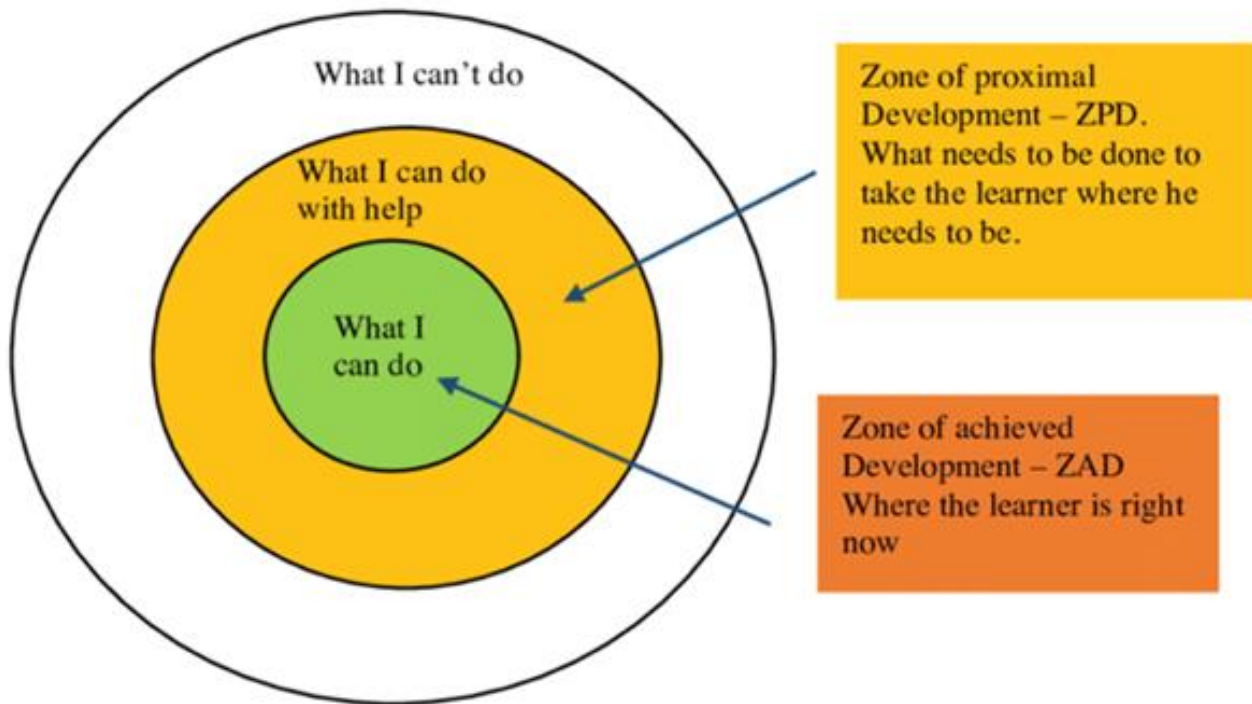 What I can't do
What I can do
with help
What I
can do
Zone of proximal
Development – ZPD.
What needs to be done to
take the learner where he
needs to be.
Zone of achieved
Development – ZAD
Where the learner is right
now